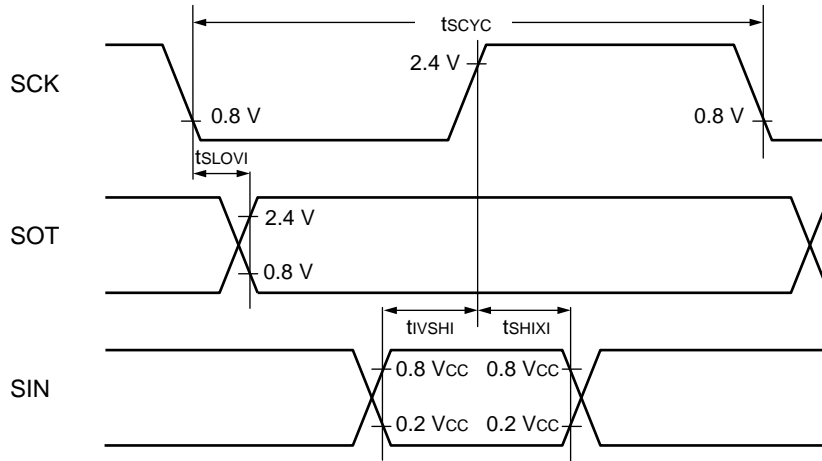 tSCYC
SCK
2.4 V
0.8 V
0.8 V
tSLOVI
SOT
2.4 V
0.8 V
tIVSHI
tSHIXI
SIN
0.8 VCC
0.8 VCC
0.2 VCC
0.2 VCC